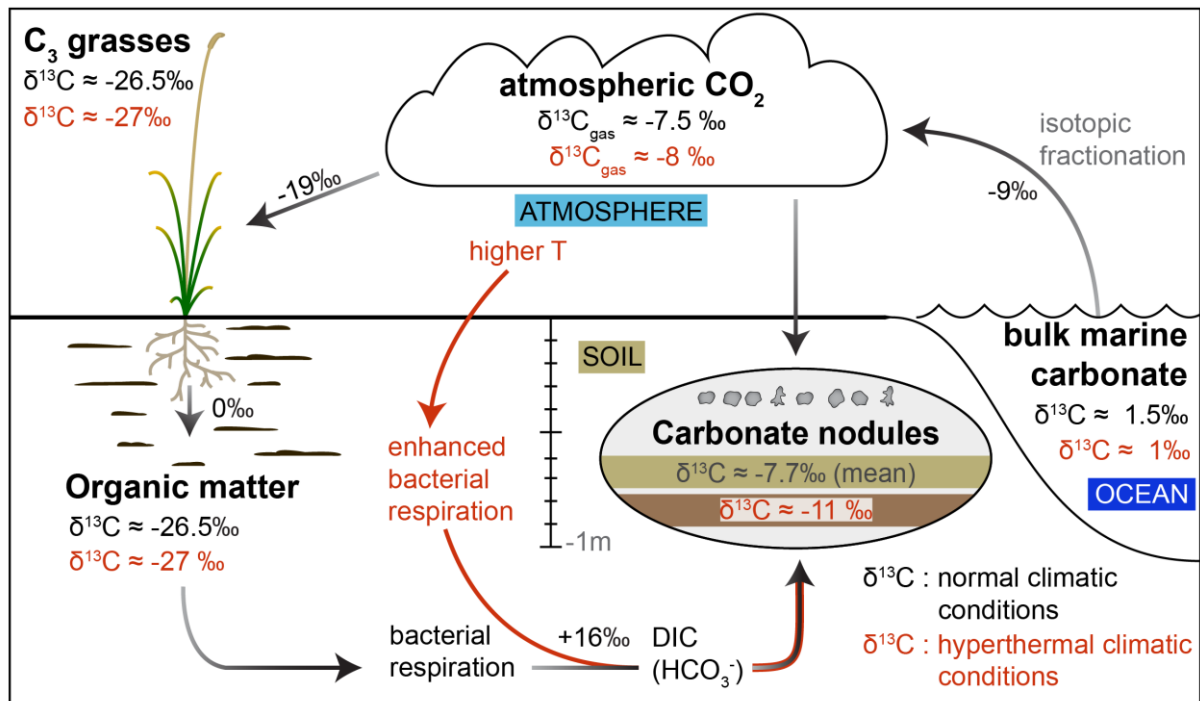 C₃ grasses
δ¹³C ≈ -26.5‰
δ¹³C ≈ -27‰
-19‰
atmospheric CO₂
δ¹³C_gas ≈ -7.5 ‰
δ¹³C_gas ≈ -8 ‰
ATMOSPHERE
higher T
isotopic
fractionation
-9‰
0‰
Organic matter
δ¹³C ≈ -26.5‰
δ¹³C ≈ -27 ‰
enhanced
bacterial
respiration
SOIL
-1m
Carbonate nodules
δ¹³C ≈ -7.7‰ (mean)
δ¹³C ≈ -11 ‰
bulk marine
carbonate
δ¹³C ≈ 1.5‰
δ¹³C ≈ 1‰
OCEAN
bacterial
respiration
+16‰
DIC
(HCO₃⁻)
δ¹³C : normal climatic
conditions
δ¹³C : hyperthermal climatic
conditions